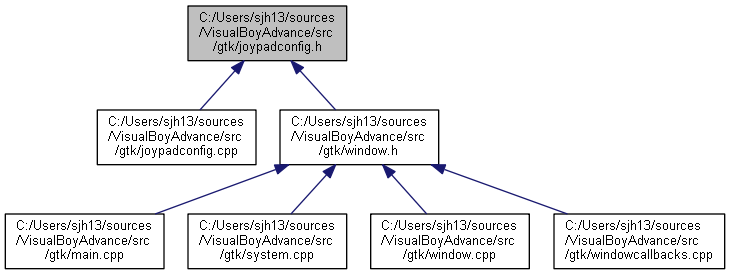 C:/Users/sjh13/sources
/VisualBoyAdvance/src
/gtk/joypadconfig.h
C:/Users/sjh13/sources
/VisualBoyAdvance/src
/gtk/joypadconfig.cpp
C:/Users/sjh13/sources
/VisualBoyAdvance/src
/gtk/window.h
C:/Users/sjh13/sources
/VisualBoyAdvance/src
/gtk/main.cpp
C:/Users/sjh13/sources
/VisualBoyAdvance/src
/gtk/system.cpp
C:/Users/sjh13/sources
/VisualBoyAdvance/src
/gtk/window.cpp
C:/Users/sjh13/sources
/VisualBoyAdvance/src
/gtk/windowcallbacks.cpp